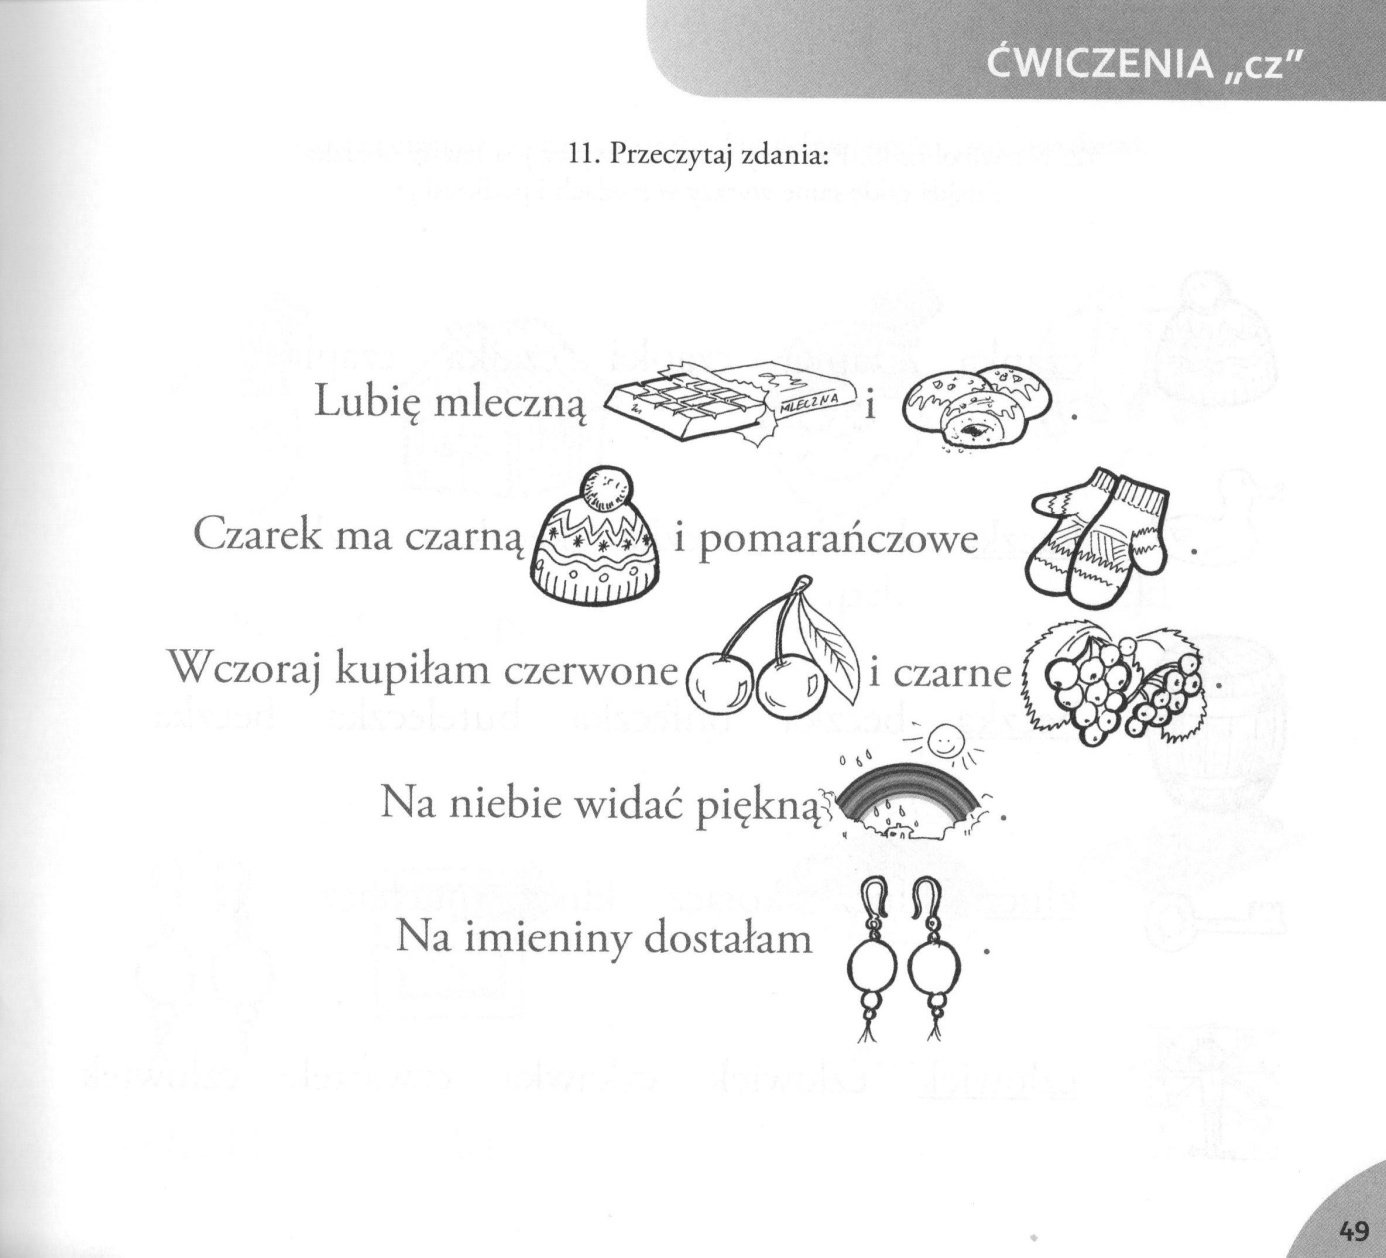 ĆWICZENIA „cz"
11. Przeczytaj zdania:
Lubię mleczną MLECZNA i .
Czarek ma czarną i pomarańczowe .
Wczoraj kupiłam czerwone i czarne .
Na niebie widać piękną .
Na imieniny dostałam .
49